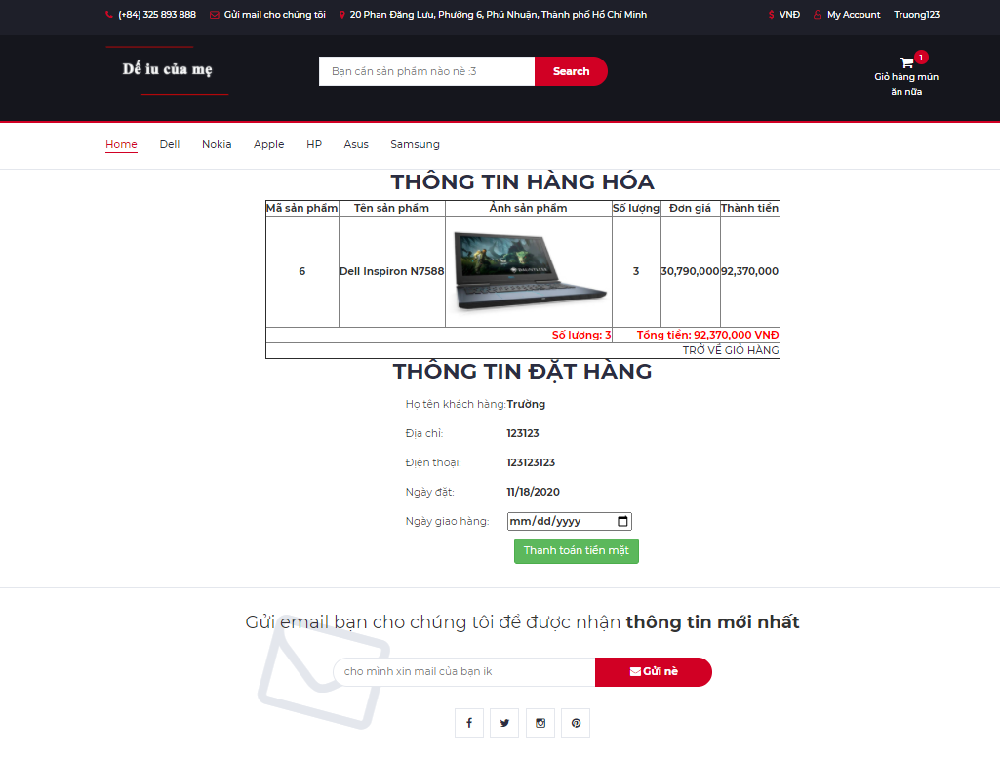 (+84) 325 893 888 Gửi mail cho chúng tôi 20 Phan Đăng Lưu, Phường 6, Phú Nhuận, Thành phố Hồ Chí Minh $ VNĐ My Account Truong123
Dế iu của mẹ
Bạn cần sản phẩm nào nè :3 Search
1
Giỏ hàng mún
ăn nữa
Home Dell Nokia Apple HP Asus Samsung
THÔNG TIN HÀNG HÓA
Mã sản phẩm Tên sản phẩm Ảnh sản phẩm Số lượng Đơn giá Thành tiền
6 Dell Inspiron N7588 3 30,790,000 92,370,000
Số lượng: 3 Tổng tiền: 92,370,000 VNĐ
TRỞ VỀ GIỎ HÀNG
THÔNG TIN ĐẶT HÀNG
Họ tên khách hàng: Trường
Địa chỉ: 123123
Điện thoại: 123123123
Ngày đặt: 11/18/2020
Ngày giao hàng: mm/dd/yyyy
Thanh toán tiền mặt
Gửi email bạn cho chúng tôi để được nhận thông tin mới nhất
cho mình xin mail của bạn ik Gửi nè